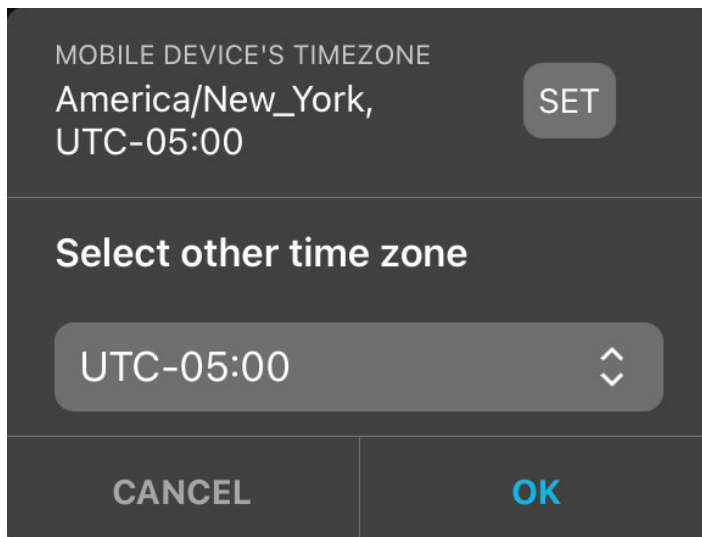 MOBILE DEVICE'S TIMEZONE
America/New_York,
UTC-05:00
SET
Select other time zone
UTC-05:00
CANCEL
OK